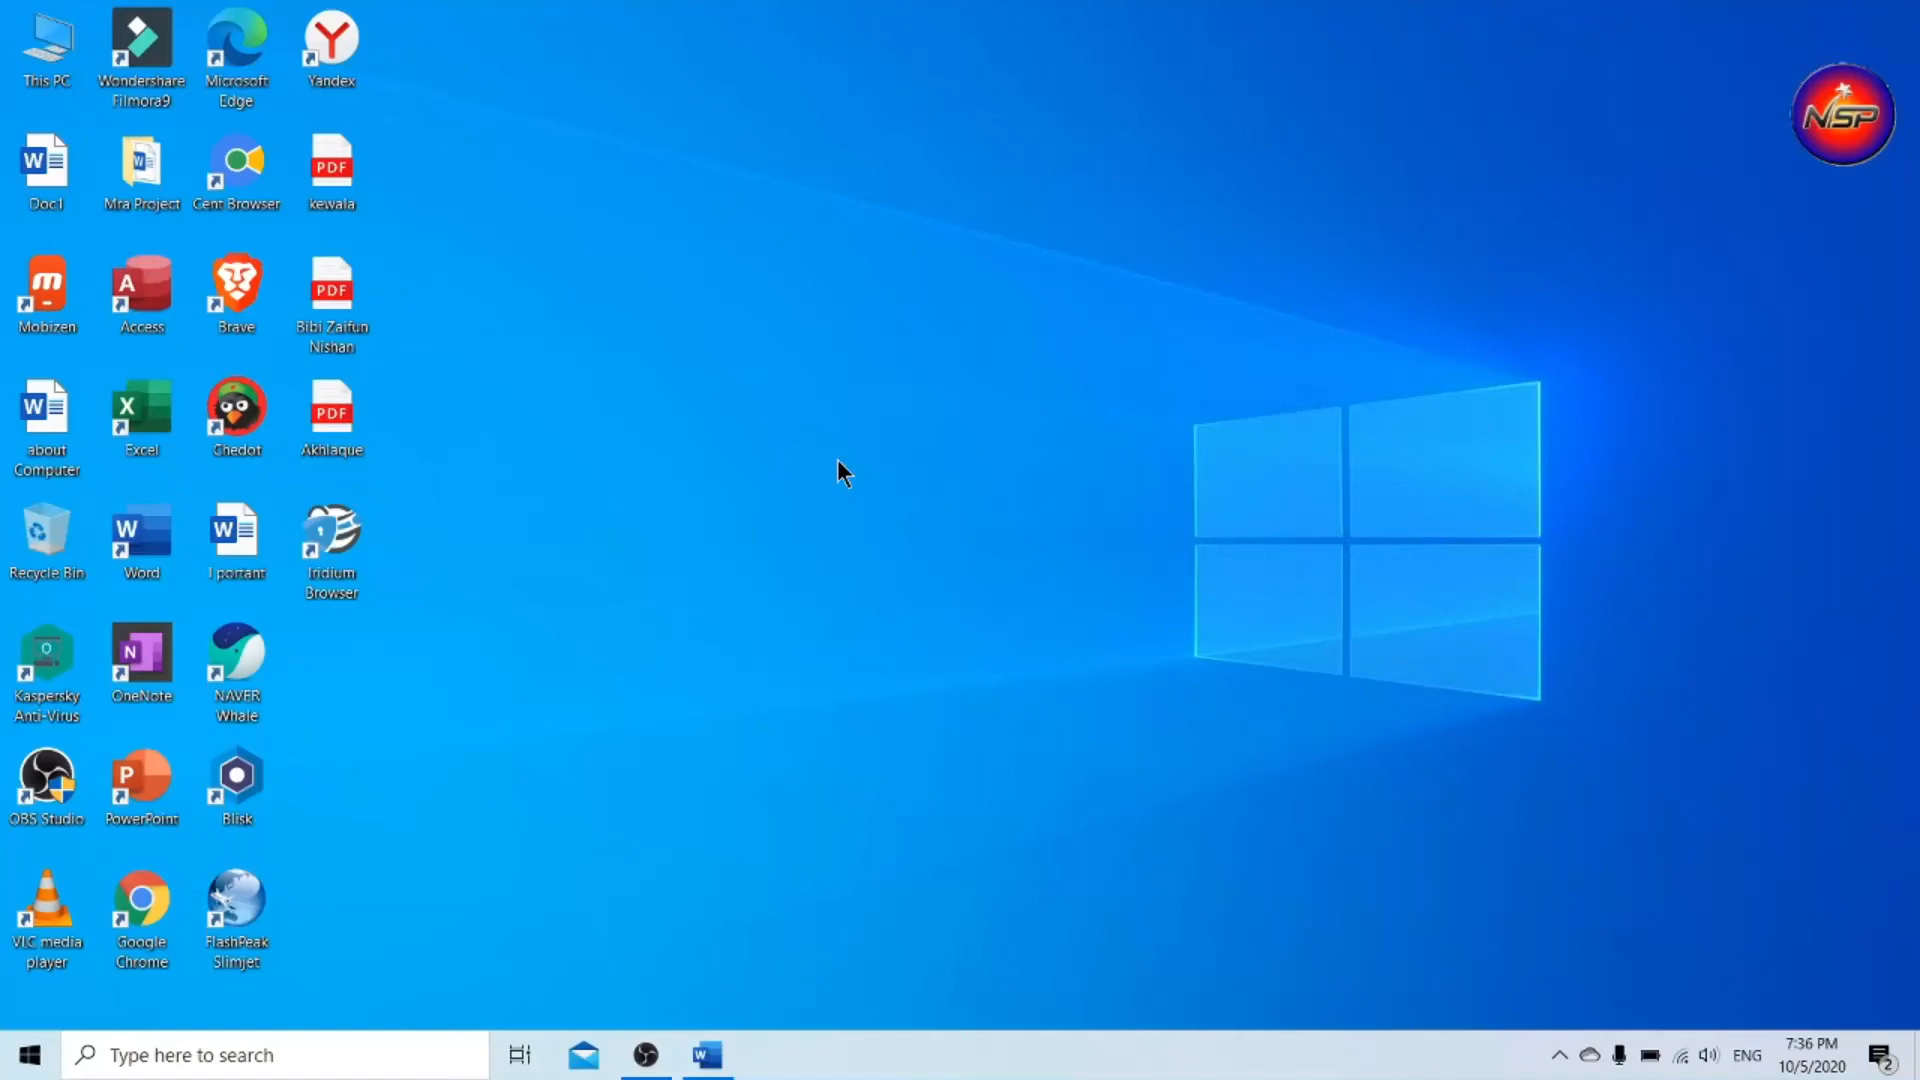 This PC
Wondershare
Filmora9
Microsoft
Edge
Yandex
NSP
W
Doc1
W
Mra Project
Cent Browser
PDF
kewala
m
Mobizen
A
Access
Brave
PDF
Bibi Zaifun
Nishan
W
about
Computer
X
Excel
Chedot
PDF
Akhlaque
Recycle Bin
W
Word
W
I portant
Iridium
Browser
Kaspersky
Anti-Virus
N
OneNote
NAVER
Whale
OBS Studio
P
PowerPoint
Blisk
VLC media
player
Google
Chrome
FlashPeak
Slimjet
Type here to search
W
ENG
7:36 PM
10/5/2020
2